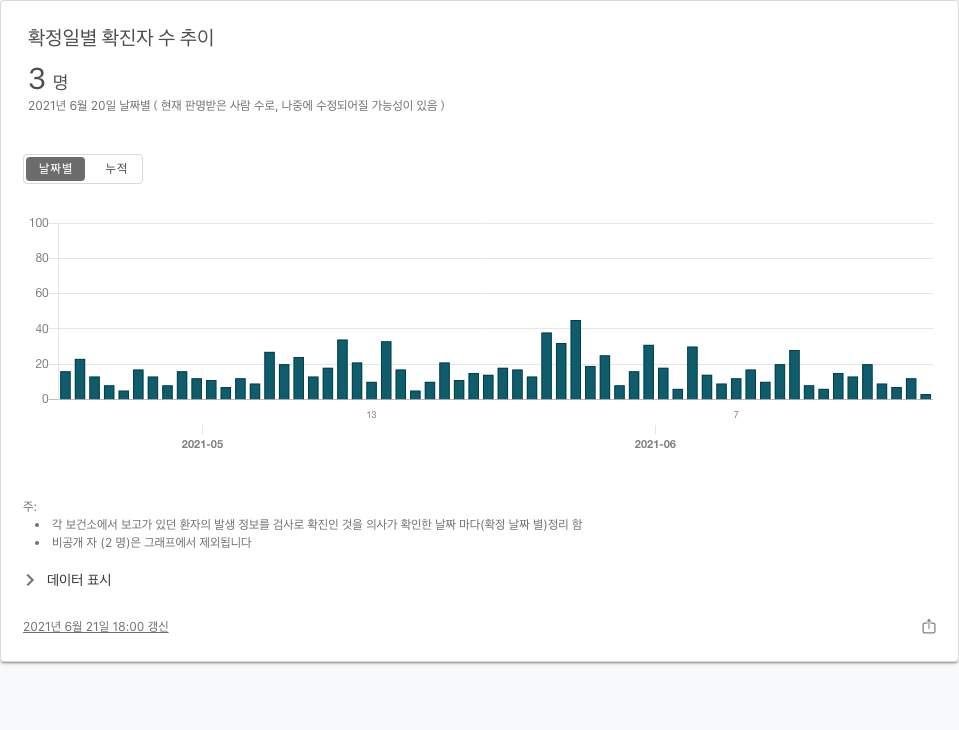 확정일별 확진자 수 추이
3 명
2021년 6월 20일 날짜별 ( 현재 판명받은 사람 수로, 나중에 수정되어질 가능성이 있음 )
날짜별 누적
100
80
60
40
20
0
13 7
2021-05 2021-06
주:
• 각 보건소에서 보고가 있던 환자의 발생 정보를 검사로 확진인 것을 의사가 확인한 날짜 마다(확정 날짜 별)정리 함
• 비공개 자 (2 명)은 그래프에서 제외됩니다
데이터 표시
2021년 6월 21일 18:00 갱신